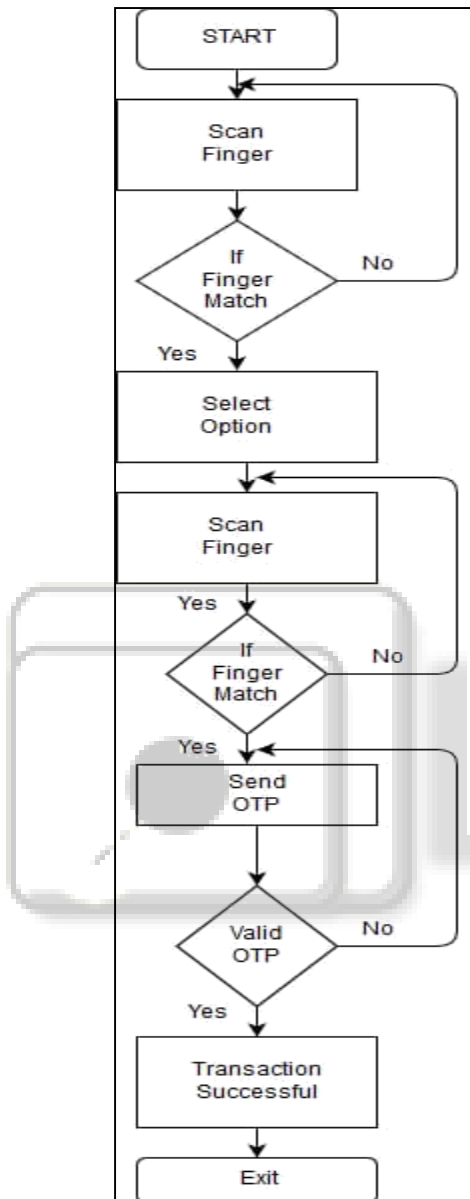 START
Scan
Finger
If
Finger
Match
No
Yes
Select
Option
Scan
Finger
Yes
If
Finger
Match
No
Yes
Send
OTP
Valid
OTP
No
Yes
Transaction
Successful
Exit